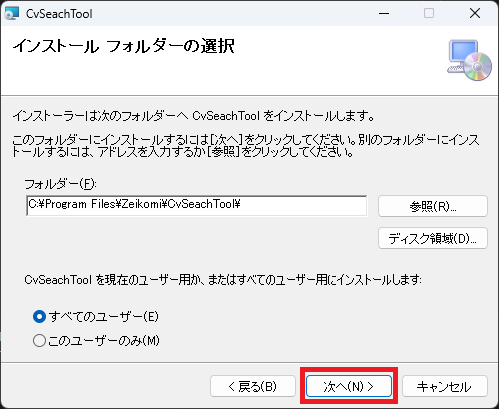 CvSeachTool
インストール フォルダーの選択
インストーラーは次のフォルダーへ CvSeachTool をインストールします。
このフォルダーにインストールするには[次へ]をクリックしてください。別のフォルダーにインス
トールするには、アドレスを入力するか[参照]をクリックしてください。
フォルダー(F):
C:¥Program Files¥Zeikomi¥CvSeachTool¥
参照(R)...
ディスク領域(D)...
CvSeachTool を現在のユーザー用か、またはすべてのユーザー用にインストールします:
すべてのユーザー(E)
このユーザーのみ(M)
< 戻る(B)
次へ(N) >
キャンセル